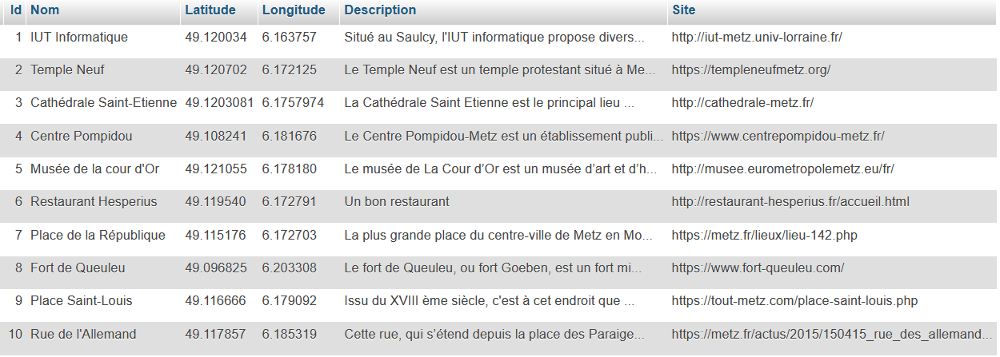 Id Nom Latitude Longitude Description Site
1 IUT Informatique 49.120034 6.163757 Situé au Saulcy, l'IUT informatique propose divers... http://iut-metz.univ-lorraine.fr/
2 Temple Neuf 49.120702 6.172125 Le Temple Neuf est un temple protestant situé à Me... https://templeneufmetz.org/
3 Cathédrale Saint-Etienne 49.1203081 6.1757974 La Cathédrale Saint Etienne est le principal lieu ... http://cathedrale-metz.fr/
4 Centre Pompidou 49.108241 6.181676 Le Centre Pompidou-Metz est un établissement publi... https://www.centrepompidou-metz.fr/
5 Musée de la cour d'Or 49.121055 6.178180 Le musée de La Cour d’Or est un musée d’art et d’h... http://musee.eurometropolemetz.eu/fr/
6 Restaurant Hesperius 49.119540 6.172791 Un bon restaurant http://restaurant-hesperius.fr/accueil.html
7 Place de la République 49.115176 6.172703 La plus grande place du centre-ville de Metz en Mo... https://metz.fr/lieux/lieu-142.php
8 Fort de Queuleu 49.096825 6.203308 Le fort de Queuleu, ou fort Goeben, est un fort mi... https://www.fort-queuleu.com/
9 Place Saint-Louis 49.116666 6.179092 Issu du XVIII ème siècle, c'est à cet endroit que ... https://tout-metz.com/place-saint-louis.php
10 Rue de l'Allemand 49.117857 6.185319 Cette rue, qui s’étend depuis la place des Paraige... https://metz.fr/actus/2015/150415_rue_des_allemand...